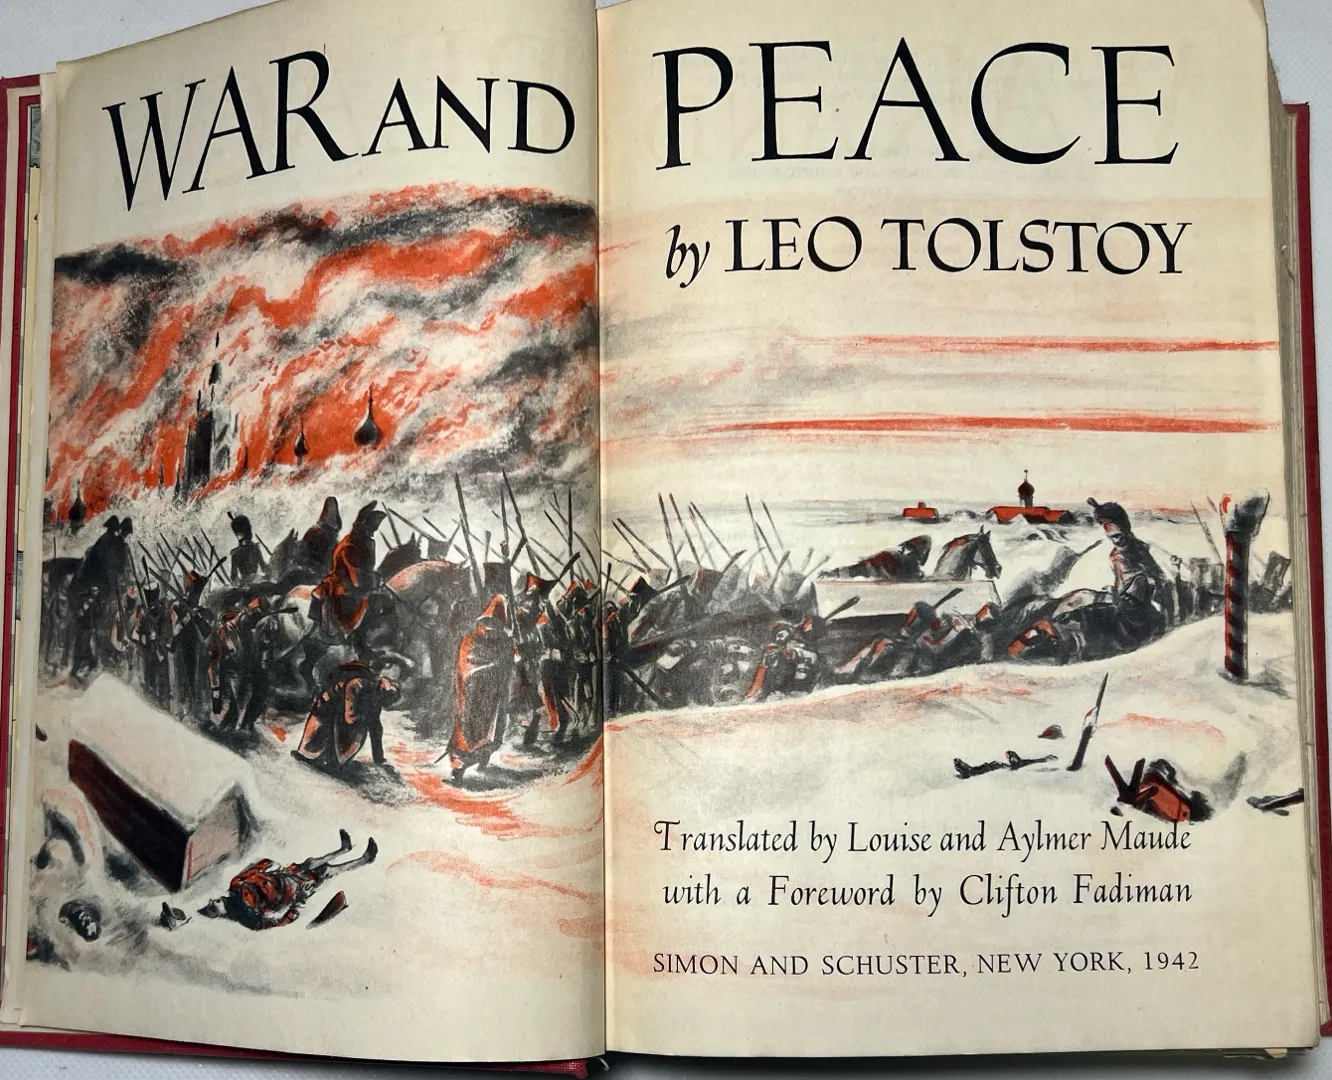 WAR AND PEACE
by LEO TOLSTOY
Translated by Louise and Aylmer Maude
with a Foreword by Clifton Fadiman
SIMON AND SCHUSTER, NEW YORK, 1942